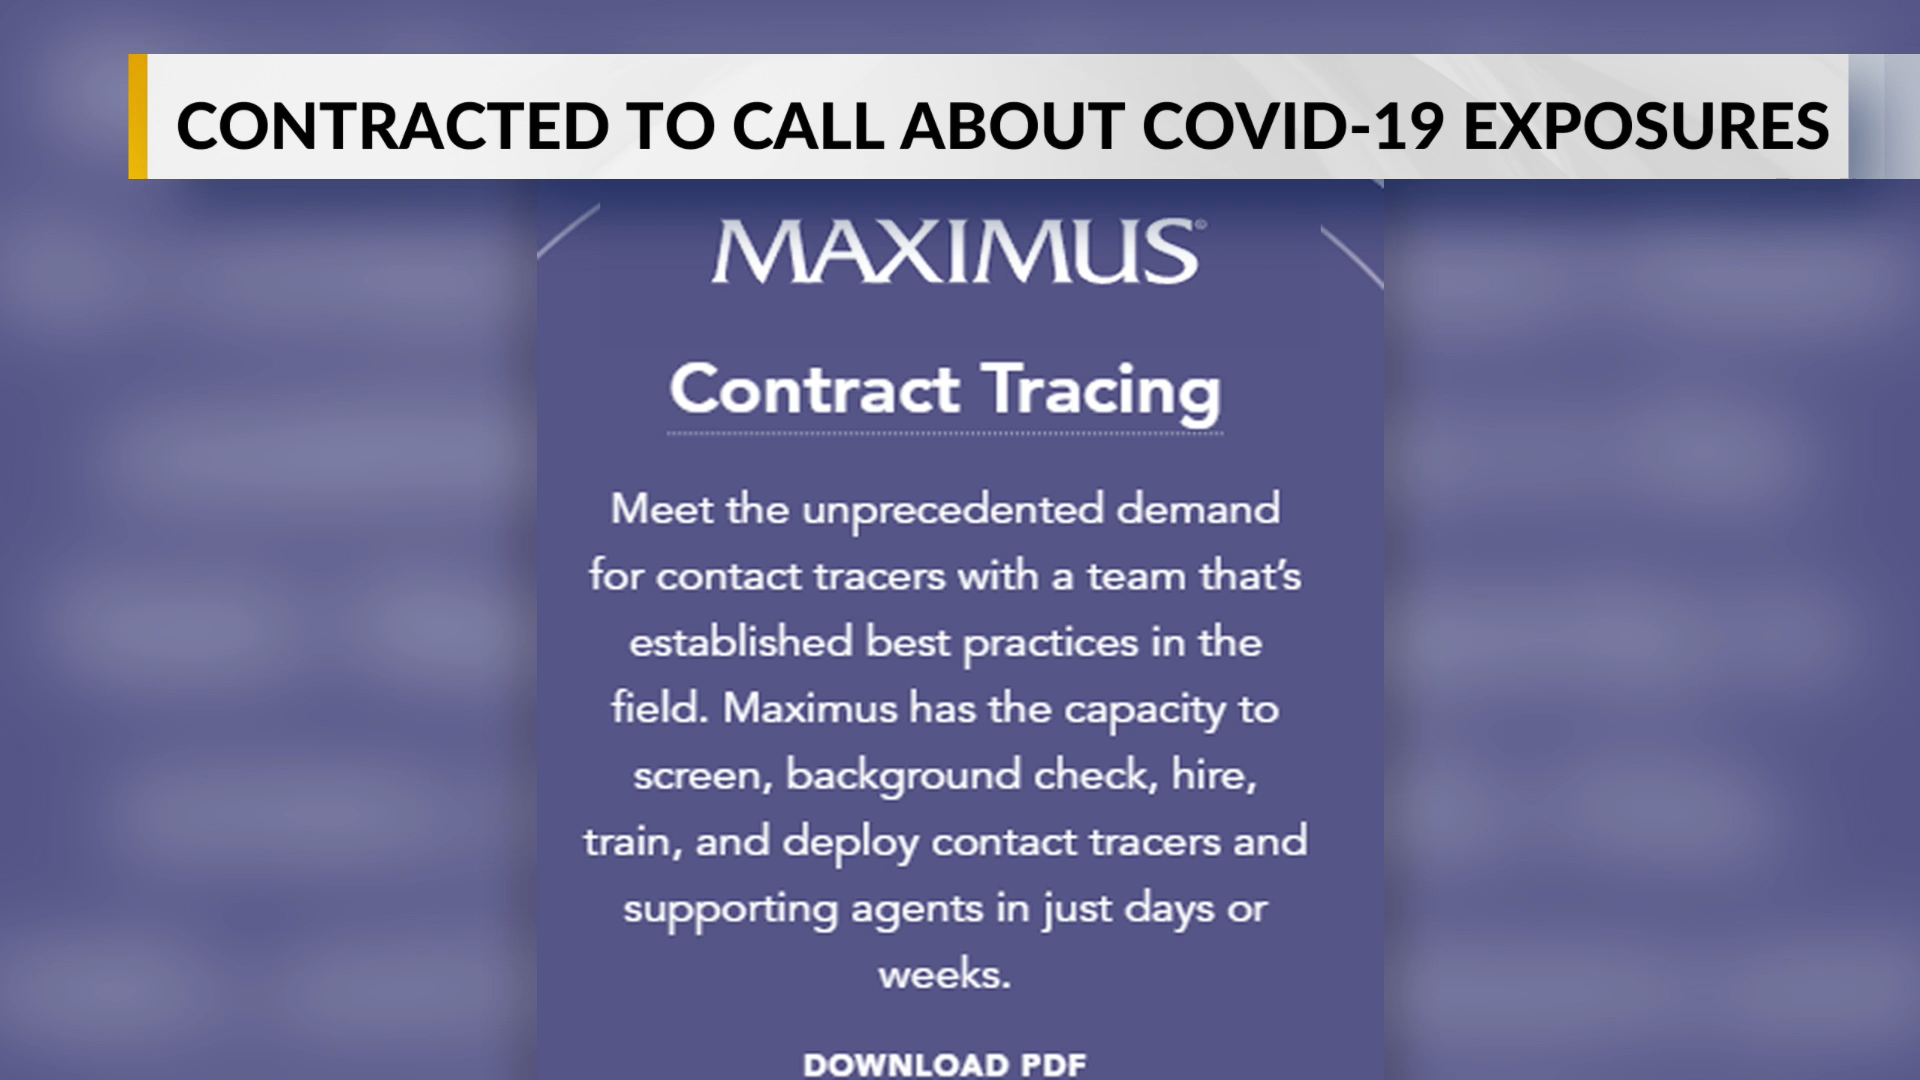 CONTRACTED TO CALL ABOUT COVID-19 EXPOSURES
MAXIMUS®
Contract Tracing
Meet the unprecedented demand
for contact tracers with a team that's
established best practices in the
field. Maximus has the capacity to
screen, background check, hire,
train, and deploy contact tracers and
supporting agents in just days or
weeks.
DOWNLOAD PDF